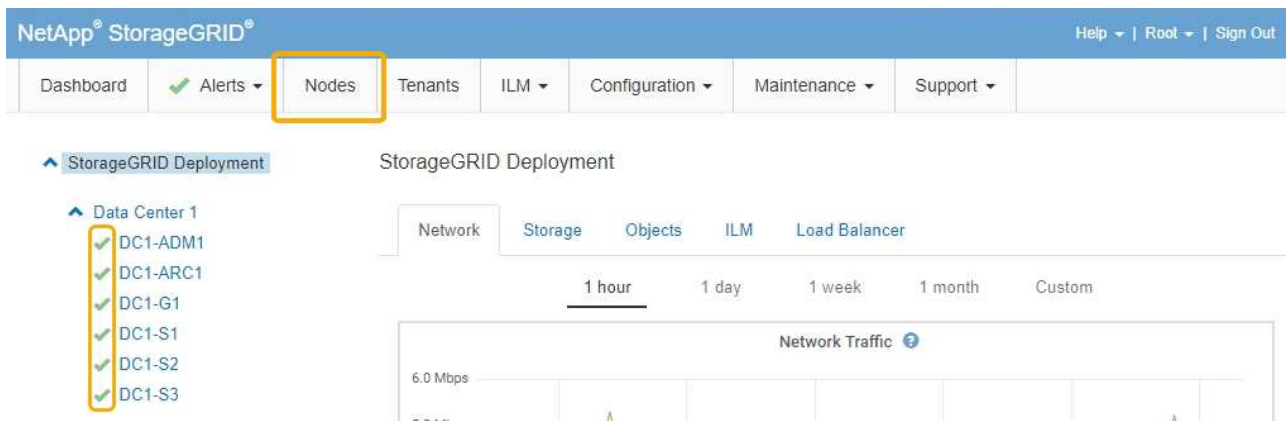 NetApp® StorageGRID®
Help | Root | Sign Out
Dashboard Alerts Nodes Tenants ILM Configuration Maintenance Support
StorageGRID Deployment
Data Center 1
DC1-ADM1
DC1-ARC1
DC1-G1
DC1-S1
DC1-S2
DC1-S3
StorageGRID Deployment
Network Storage Objects ILM Load Balancer
1 hour 1 day 1 week 1 month Custom
Network Traffic ?
6.0 Mbps